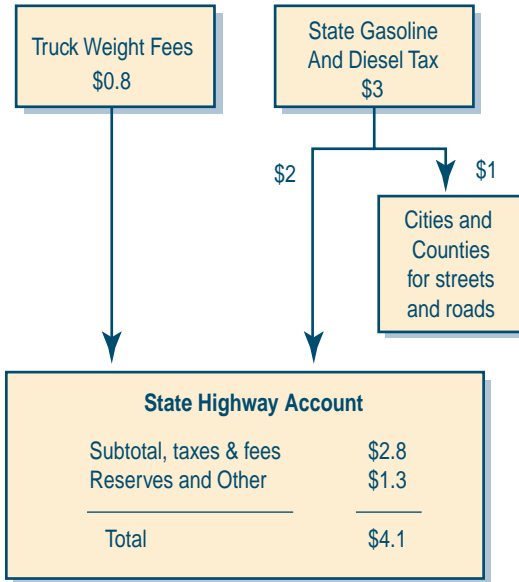 Truck Weight Fees
$0.8
State Gasoline
And Diesel Tax
$3
$2
$1
Cities and
Counties
for streets
and roads
State Highway Account
Subtotal, taxes & fees $2.8
Reserves and Other $1.3
Total $4.1